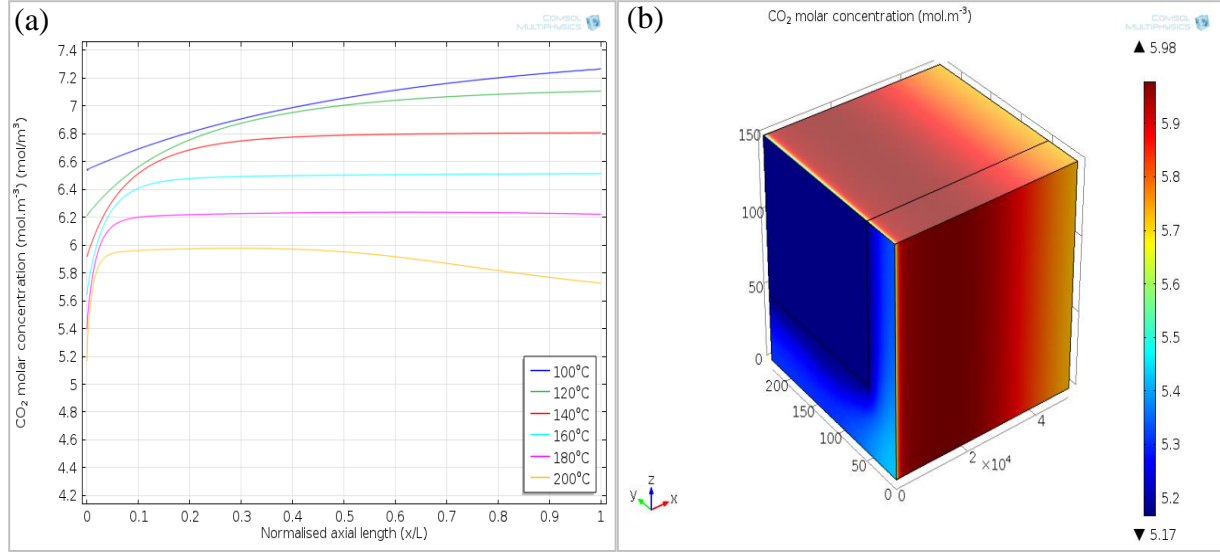 (a)
COMSOL
MULTIPHYSICS
CO₂ molar concentration (mol.m⁻³) (mol/m³)
7.4
7.2
7
6.8
6.6
6.4
6.2
6
5.8
5.6
5.4
5.2
5
4.8
4.6
4.4
4.2
0 0.1 0.2 0.3 0.4 0.5 0.6 0.7 0.8 0.9 1
Normalised axial length (x/L)
100°C
120°C
140°C
160°C
180°C
200°C
(b)
CO₂ molar concentration (mol.m⁻³)
COMSOL
MULTIPHYSICS
▲ 5.98
5.9
5.8
5.7
5.6
5.5
5.4
5.3
5.2
▼ 5.17
150
100
50
0
200
150
100
50
0
0
2
4
×10⁴
z
y
x